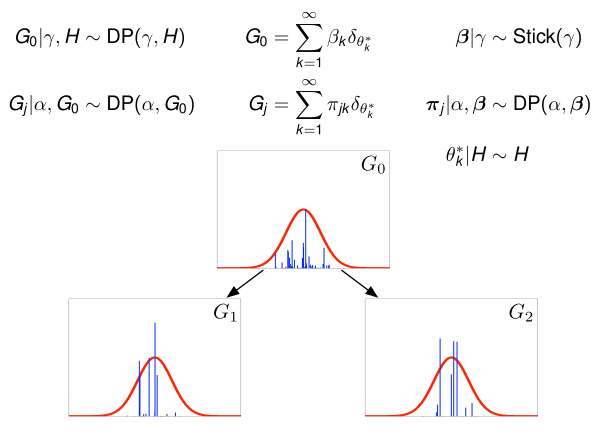 G₀|γ, H ∼ DP(γ, H) G₀ = ∑_{k=1}^{∞} β_k δ_{θ*_k} β|γ ∼ Stick(γ)
G_j|α, G₀ ∼ DP(α, G₀) G_j = ∑_{k=1}^{∞} π_{jk} δ_{θ*_k} π_j|α, β ∼ DP(α, β)
θ*_k|H ∼ H
G₀
G₁ G₂